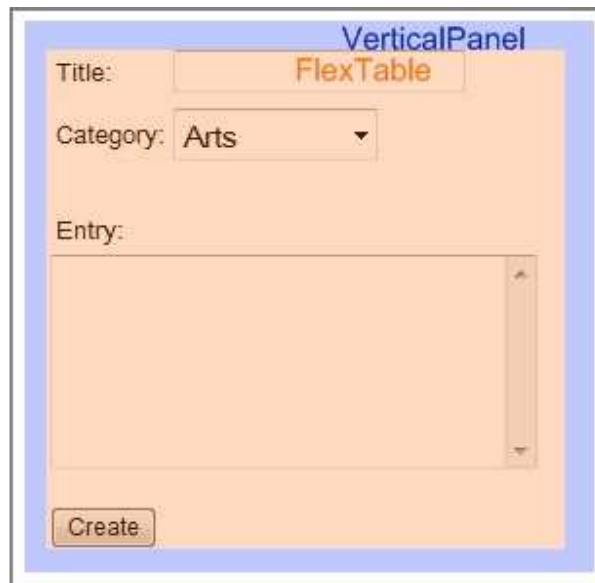 VerticalPanel
Title: FlexTable
Category: Arts
Entry:
Create